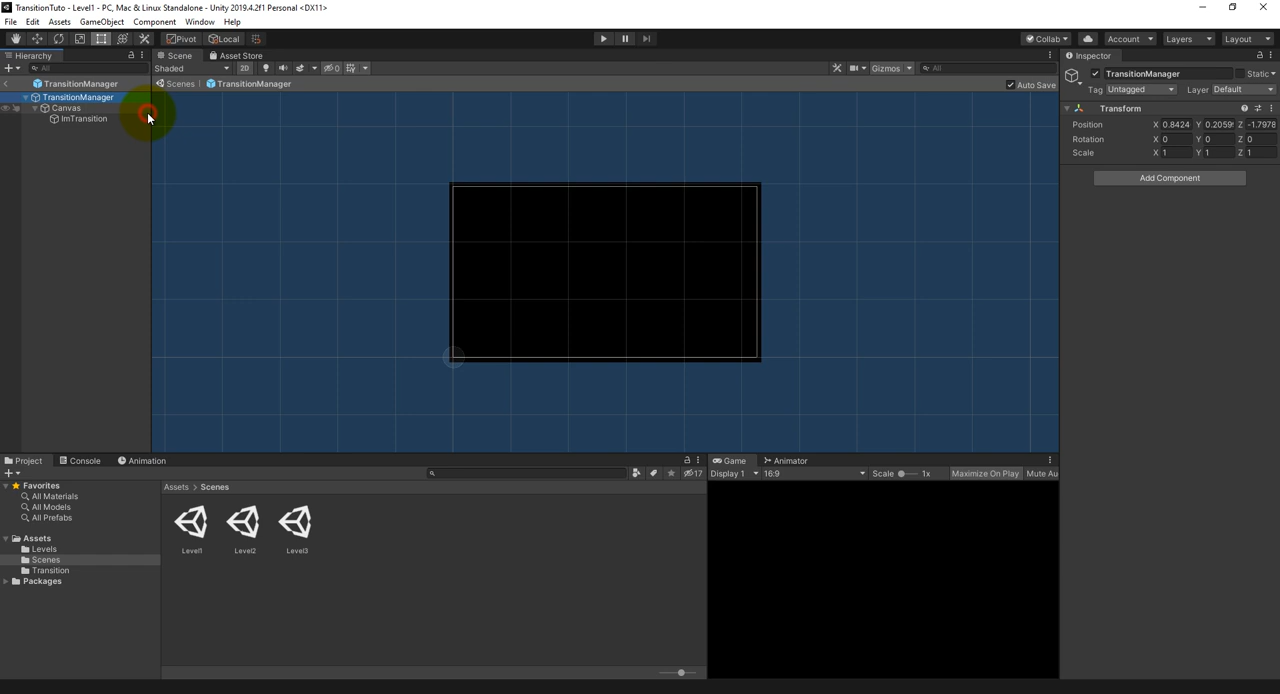 TransitionTuto - Level1 - PC, Mac & Linux Standalone - Unity 2019.4.2f1 Personal <DX11>
File Edit Assets GameObject Component Window Help
Pivot Local Collab Account Layers Layout
Hierarchy Scene Asset Store Inspector
All Shaded 2D 0 Gizmos All TransitionManager Static
TransitionManager Scenes TransitionManager Auto Save Tag Untagged Layer Default
TransitionManager
Canvas Transform
ImTransition
Position X 0.8424 Y 0.2059 Z -1.7978
Rotation X 0 Y 0 Z 0
Scale X 1 Y 1 Z 1
Add Component
Project Console Animation Game Animator
17 Display 1 16:9 Scale 1x Maximize On Play Mute Au
Favorites Assets > Scenes
All Materials
All Models
All Prefabs
Assets
Levels Level1 Level2 Level3
Scenes
Transition
Packages